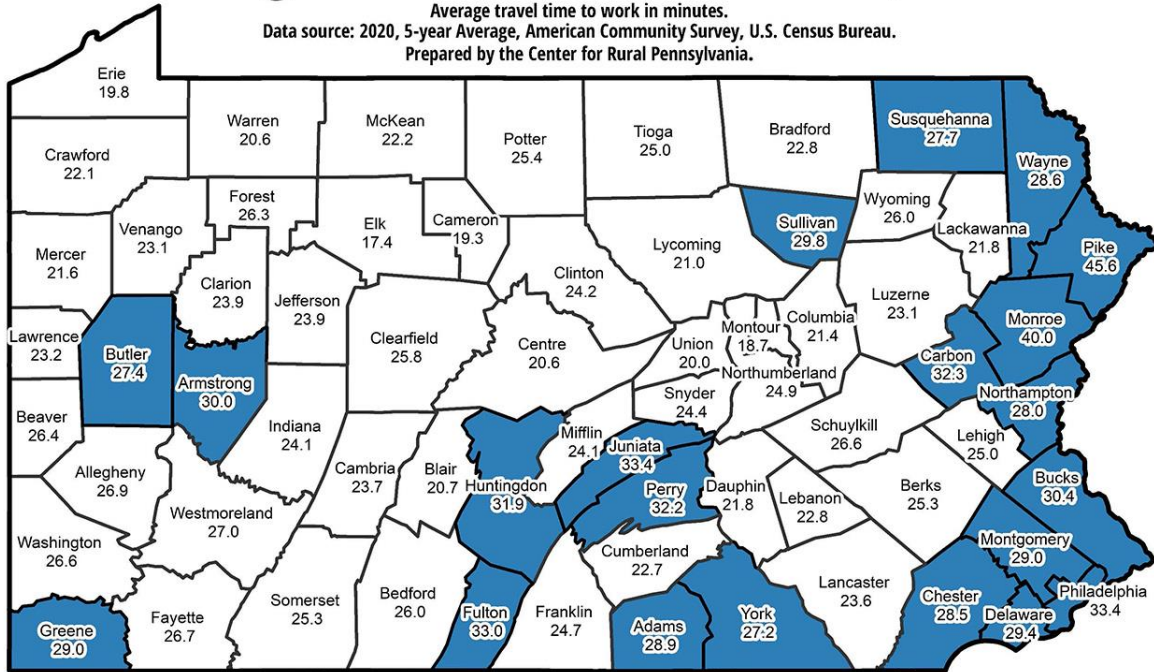 Average travel time to work in minutes.
Data source: 2020, 5-year Average, American Community Survey, U.S. Census Bureau.
Prepared by the Center for Rural Pennsylvania.
Erie
19.8
Warren
20.6
McKean
22.2
Potter
25.4
Tioga
25.0
Bradford
22.8
Susquehanna
27.7
Wayne
28.6
Crawford
22.1
Forest
26.3
Venango
23.1
Elk
17.4
Cameron
19.3
Sullivan
29.8
Wyoming
26.0
Lackawanna
21.8
Pike
45.6
Mercer
21.6
Clarion
23.9
Jefferson
23.9
Clinton
24.2
Lycoming
21.0
Luzerne
23.1
Monroe
40.0
Lawrence
23.2
Butler
27.4
Armstrong
30.0
Clearfield
25.8
Centre
20.6
Union
20.0
Montour
18.7
Columbia
21.4
Carbon
32.3
Northampton
28.0
Beaver
26.4
Indiana
24.1
Snyder
24.4
Northumberland
24.9
Schuylkill
26.6
Lehigh
25.0
Allegheny
26.9
Westmoreland
27.0
Cambria
23.7
Blair
20.7
Huntingdon
31.9
Mifflin
24.1
Juniata
33.4
Perry
32.2
Dauphin
21.8
Lebanon
22.8
Berks
25.3
Bucks
30.4
Montgomery
29.0
Washington
26.6
Cumberland
22.7
Lancaster
23.6
Chester
28.5
Delaware
29.4
Philadelphia
33.4
Greene
29.0
Fayette
26.7
Somerset
25.3
Bedford
26.0
Fulton
33.0
Franklin
24.7
Adams
28.9
York
27.2